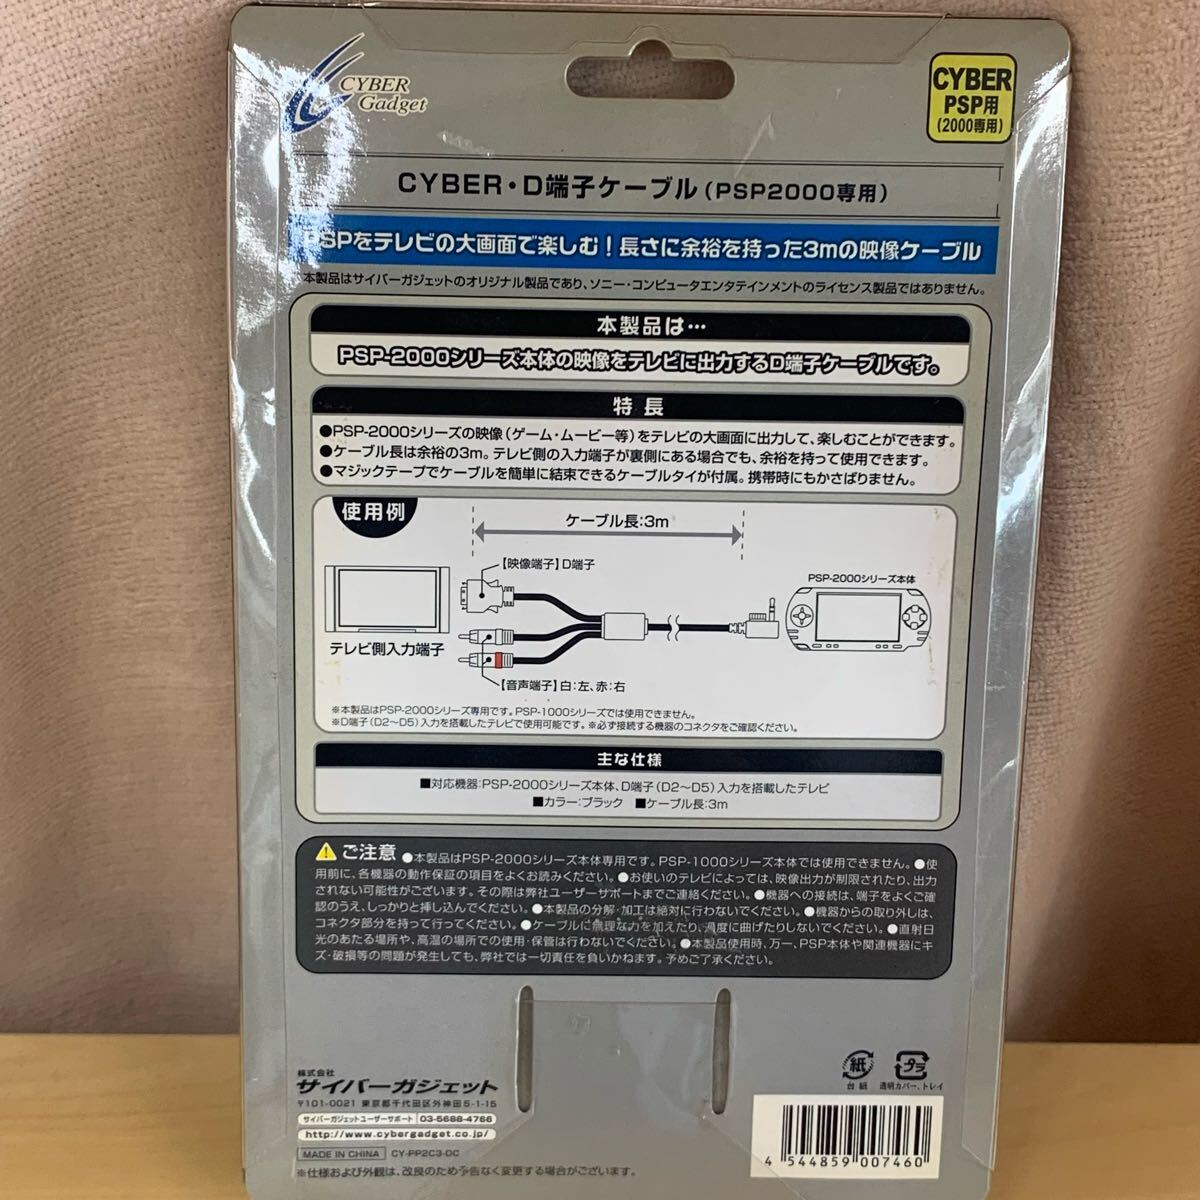 CYBER
Gadget
CYBER
PSP用
(2000専用)
CYBER・D端子ケーブル(PSP2000専用)
PSPをテレビの大画面で楽しむ!長さに余裕を持った3mの映像ケーブル
本製品はサイバーガジェットのオリジナル製品であり、ソニー・コンピュータエンタテインメントのライセンス製品ではありません。
本製品は…
PSP-2000シリーズ本体の映像をテレビに出力するD端子ケーブルです。
特長
●PSP-2000シリーズの映像(ゲーム・ムービー等)をテレビの大画面に出力して、楽しむことができます。
●ケーブル長は余裕の3m。テレビ側の入力端子が裏側にある場合でも、余裕を持って使用できます。
●マジックテープでケーブルを簡単に結束できるケーブルタイが付属。携帯時にもかさばりません。
使用例
ケーブル長:3m
【映像端子】D端子
PSP-2000シリーズ本体
テレビ側入力端子
【音声端子】白:左、赤:右
※本製品はPSP-2000シリーズ専用です。PSP-1000シリーズでは使用できません。
※D端子(D2～D5)入力を搭載したテレビで使用可能です。※必ず接続する機器のコネクタをご確認ください。
主な仕様
■対応機器:PSP-2000シリーズ本体、D端子(D2～D5)入力を搭載したテレビ
■カラー:ブラック ■ケーブル長:3m
ご注意 ●本製品はPSP-2000シリーズ本体専用です。PSP-1000シリーズ本体では使用できません。●使
用前に、各機器の動作保証の項目をよくお読みください。●お使いのテレビによっては、映像出力が制限されたり、出力
されない可能性がございます。その際は弊社ユーザーサポートまでご連絡ください。●機器への接続は、端子をよくご確
認のうえ、しっかりと挿し込んでください。●本製品の分解・加工は絶対に行わないでください。●機器からの取り外しは、
コネクタ部分を持って行ってください。●ケーブルに無理な力を加えたり、過度に曲げたりしないでください。●直射日
光のあたる場所や、高温の場所での使用・保管は行わないでください。●本製品使用時、万一、PSP本体や関連機器にキ
ズ・破損等の問題が発生しても、弊社では一切責任を負いかねます。予めご了承ください。
株式会社
サイバーガジェット
〒101-0021 東京都千代田区外神田5-1-15
サイバーガジェットユーザーサポート 03-5688-4766
http://www.cybergadget.co.jp/
MADE IN CHINA CY-PP2C3-DC
※仕様および外観は、改良のため予告なく変更する場合がございます。
紙
台紙
プラ
透明カバー、トレイ
4 544859 007460